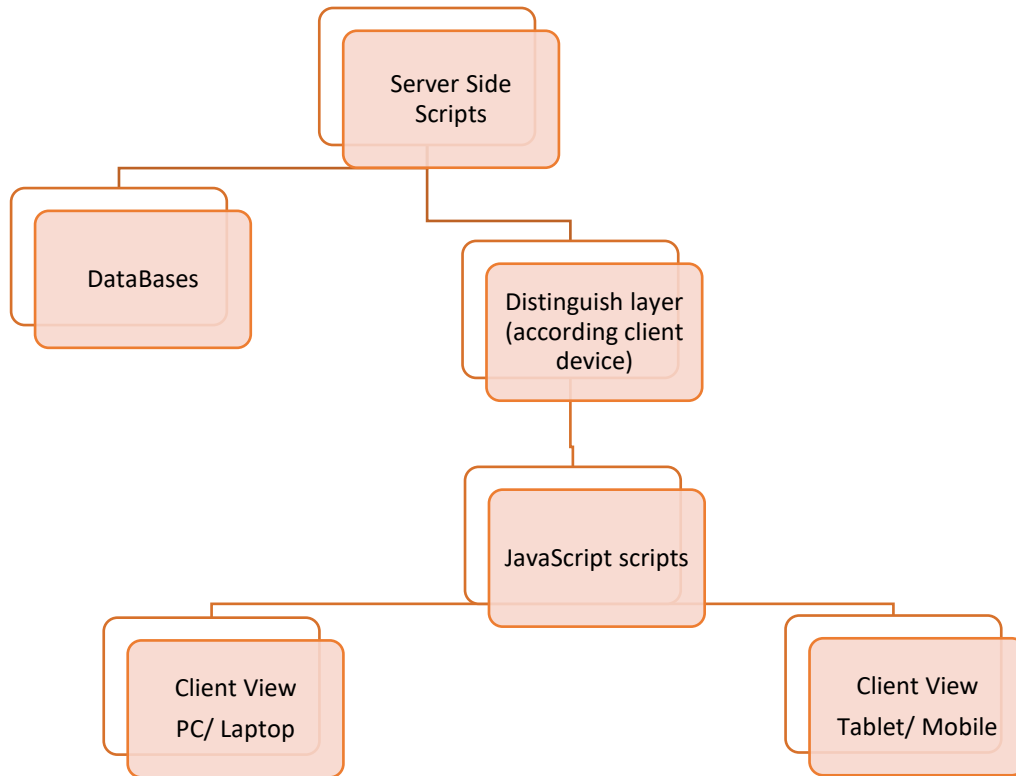 Server Side
Scripts
DataBases
Distinguish layer
(according client
device)
JavaScript scripts
Client View
PC/ Laptop
Client View
Tablet/ Mobile